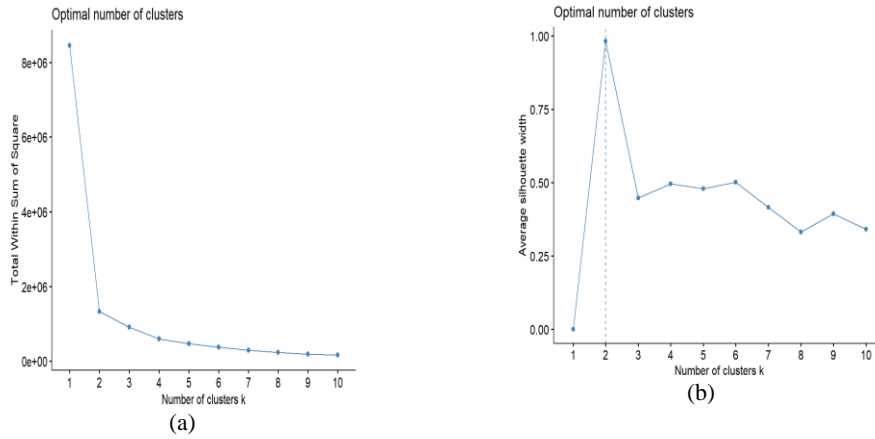 Optimal number of clusters
8e+06
6e+06
4e+06
2e+06
0e+00
Total Within Sum of Square
1 2 3 4 5 6 7 8 9 10
Number of clusters k
(a)
Optimal number of clusters
1.00
0.75
0.50
0.25
0.00
Average silhouette width
1 2 3 4 5 6 7 8 9 10
Number of clusters k
(b)